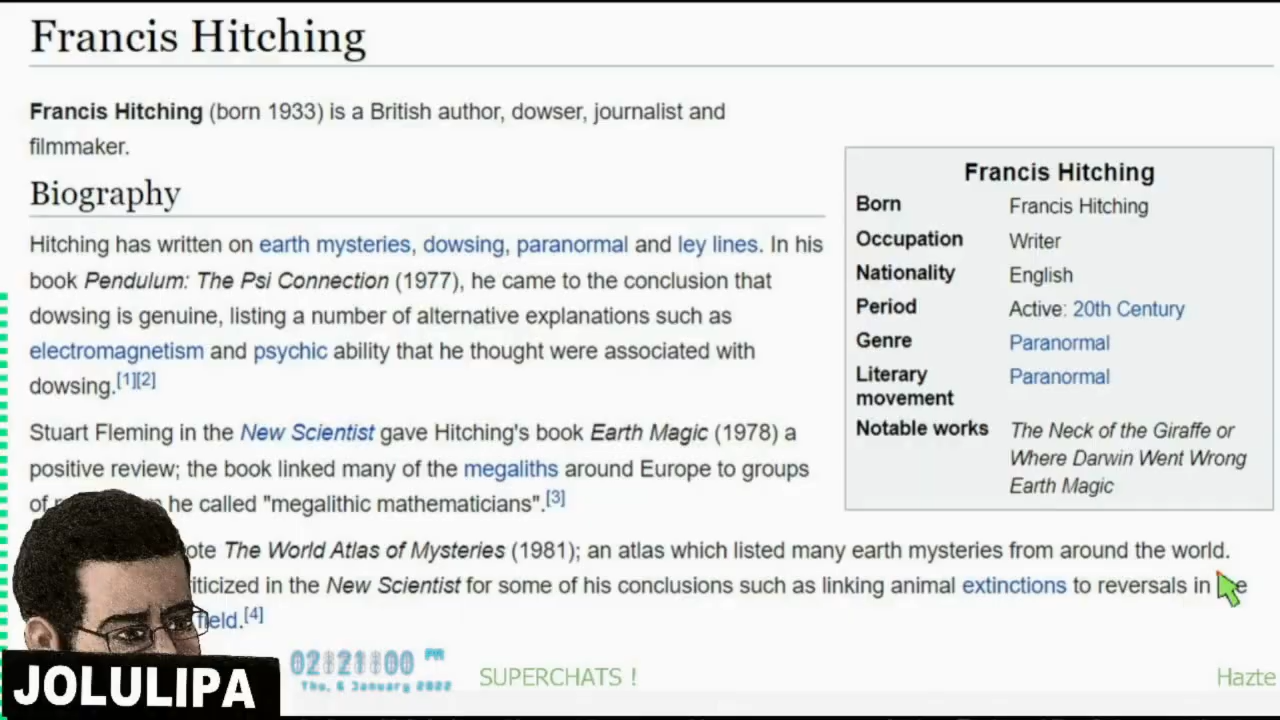 Francis Hitching
Francis Hitching (born 1933) is a British author, dowser, journalist and
filmmaker.
Biography
Hitching has written on earth mysteries, dowsing, paranormal and ley lines. In his
book Pendulum: The Psi Connection (1977), he came to the conclusion that
dowsing is genuine, listing a number of alternative explanations such as
electromagnetism and psychic ability that he thought were associated with
dowsing.[1][2]
Stuart Fleming in the New Scientist gave Hitching's book Earth Magic (1978) a
positive review; the book linked many of the megaliths around Europe to groups
of he called "megalithic mathematicians".[3]
The World Atlas of Mysteries (1981); an atlas which listed many earth mysteries from around the world.
in the New Scientist for some of his conclusions such as linking animal extinctions to reversals in
field.[4]
Francis Hitching
Born Francis Hitching
Occupation Writer
Nationality English
Period Active: 20th Century
Genre Paranormal
Literary
movement Paranormal
Notable works The Neck of the Giraffe or
Where Darwin Went Wrong
Earth Magic
JOLULIPA
02:21:00 PM
Thu, 6 January 2022
SUPERCHATS !
Hazte